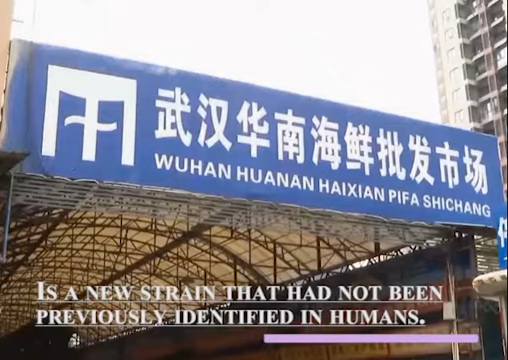 武汉华南海鲜批发市场
WUHAN HUANAN HAIXIAN PIFA SHICHANG
IS A NEW STRAIN THAT HAD NOT BEEN
PREVIOUSLY IDENTIFIED IN HUMANS.